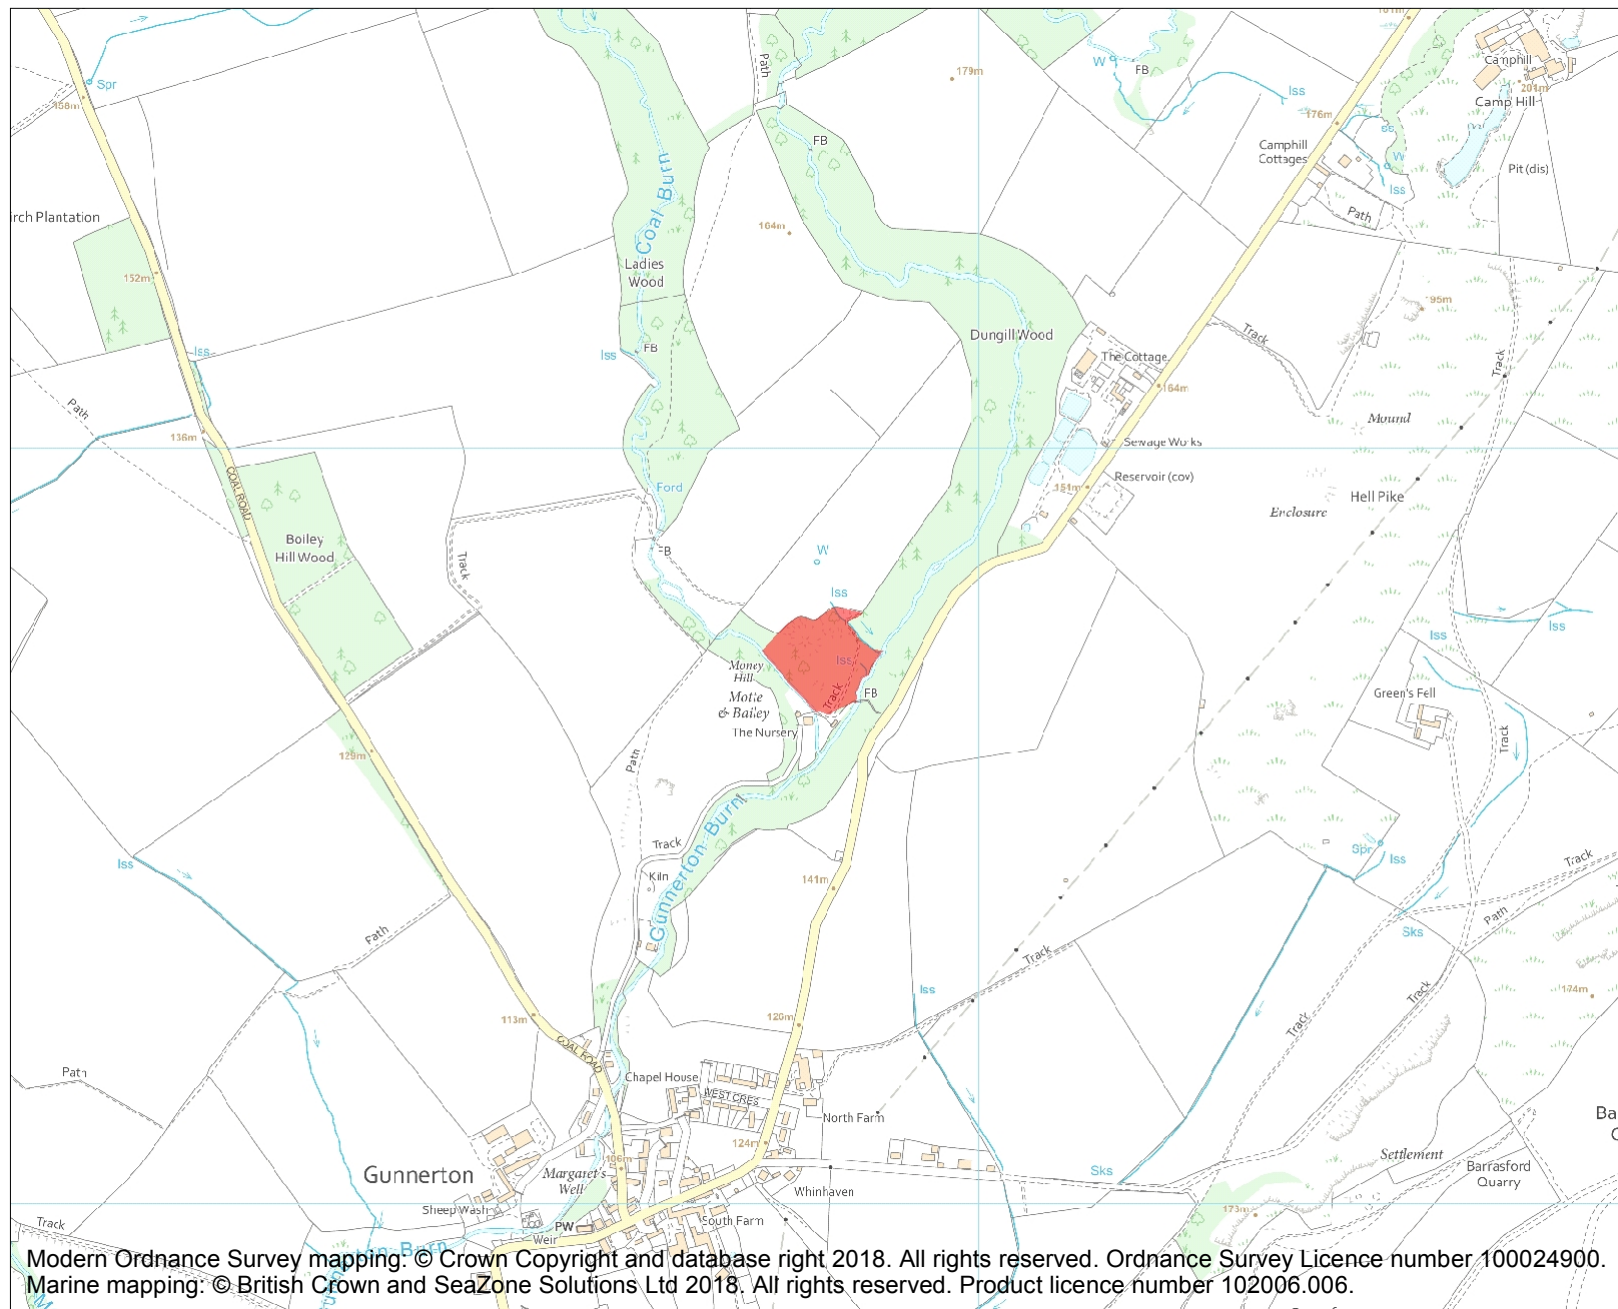 161m
Path
Spr
158m
179m
W
FB
Iss
Camphill
201m
Camp Hill
176m
FB
Camphill
Cottages
W
Iss
Pit (dis)
Path
Coal Burn
164m
152m
Ladies
Wood
Dungill Wood
Track
Iss
FB
Iss
The Cottage
164m
Track
Path
136m
Mound
Sewage Works
COAL ROAD
Ford
151m
Reservoir (cov)
Hell Pike
Enclosure
Boiley
Hill Wood
Track
FB
W
Iss
Iss
Iss
Iss
Money
Hill
Motte
& Bailey
Track
FB
Green's Fell
The Nursery
Track
129m
Path
Gunnerton Burn
Track
Iss
Kiln
141m
Spr
Iss
Track
Path
Path
Sks
Track
Iss
Track
174m
Track
113m
120m
COAL ROAD
Path
Chapel House
WEST CRES
North Farm
124m
Gunnerton
Margaret's
Well
106m
Sks
Settlement
Barrasford
Quarry
Whinhaven
Sheep Wash
PW
Weir
South Farm
173m
Track
Modern Ordnance Survey mapping: © Crown Copyright and database right 2018. All rights reserved. Ordnance Survey Licence number 100024900.
Marine mapping: © British Crown and SeaZone Solutions Ltd 2018. All rights reserved. Product licence number 102006.006.